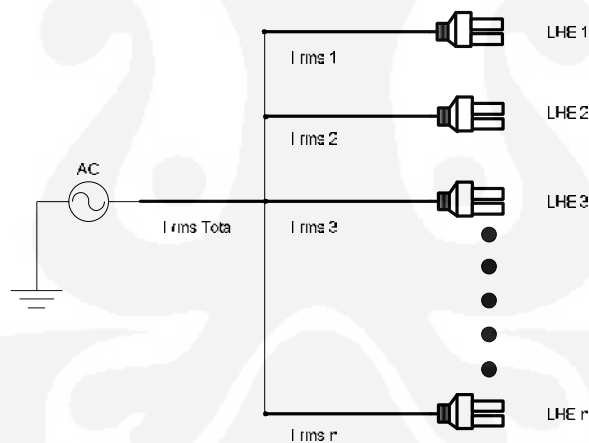 LHE 1
I rms 1
LHE 2
I rms 2
AC
LHE 3
I rms Tota
I rms 3
LHE n
I rms n